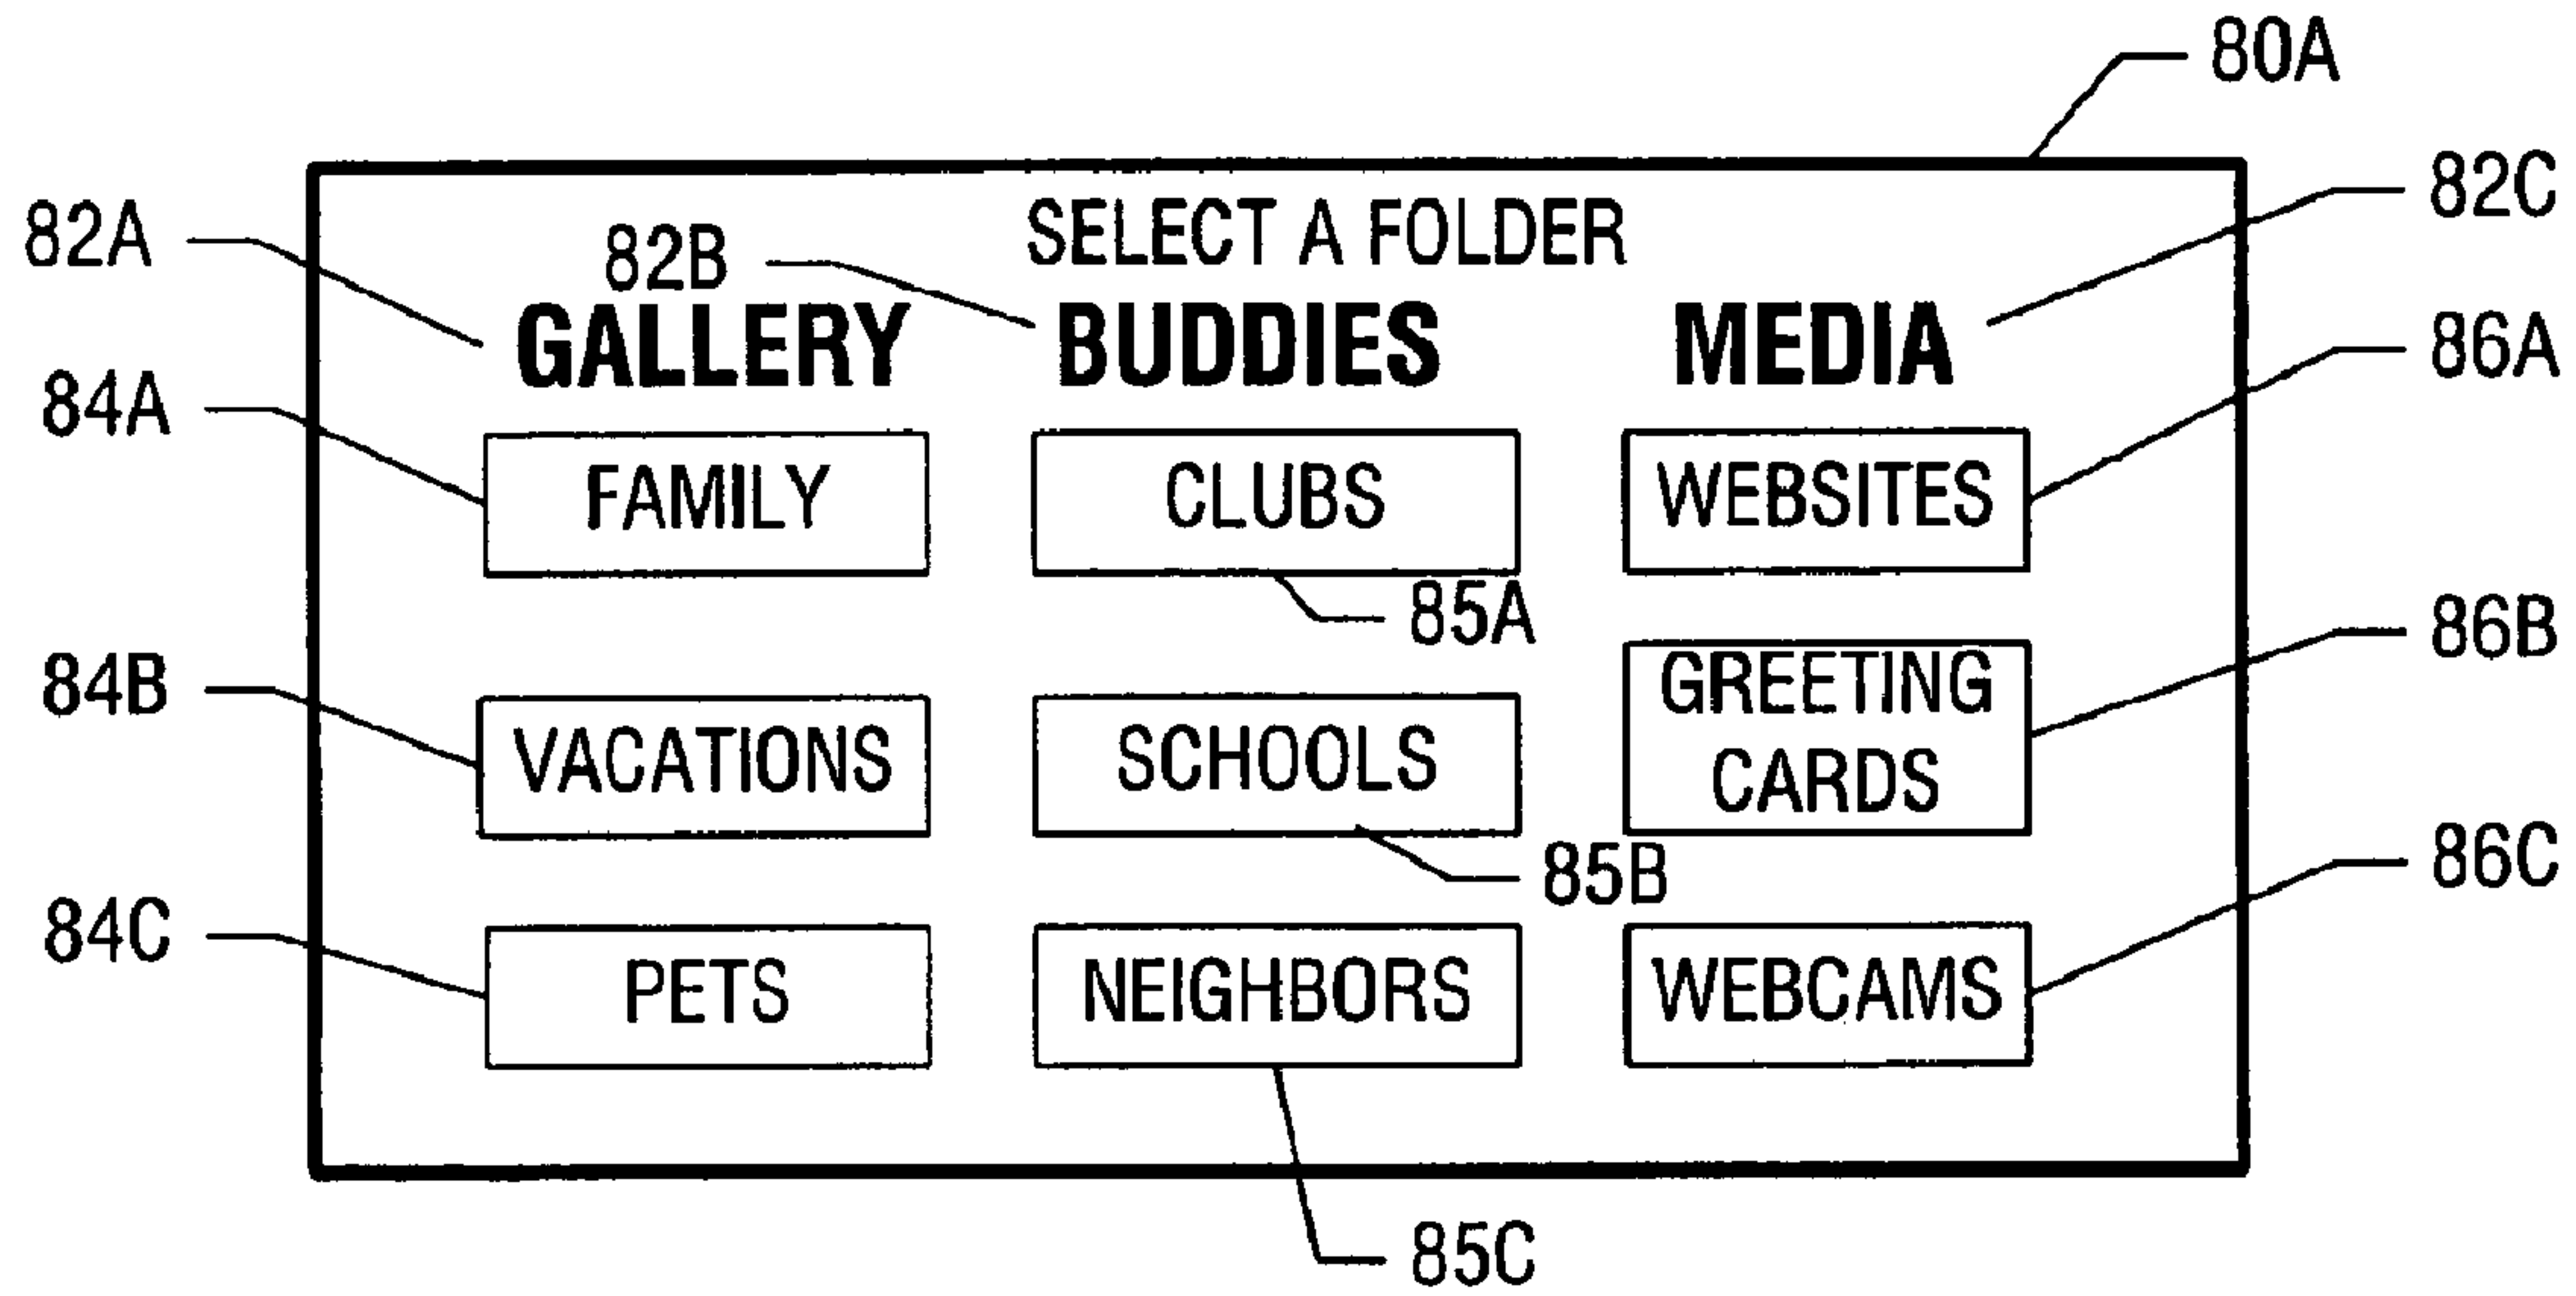 80A
SELECT A FOLDER
82A
82B
82C
GALLERY BUDDIES MEDIA
84A
86A
FAMILY CLUBS WEBSITES
85A
84B
86B
VACATIONS SCHOOLS GREETING
CARDS
85B
86C
84C
PETS NEIGHBORS WEBCAMS
85C